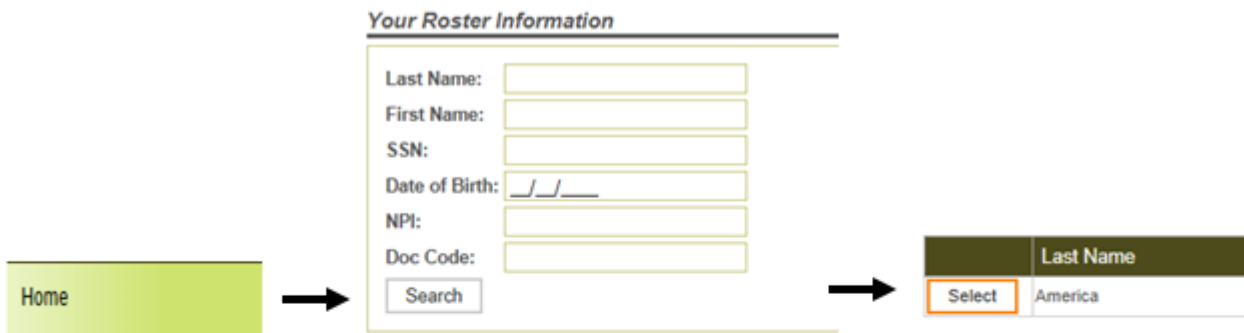 Your Roster Information
Last Name:
First Name:
SSN:
Date of Birth: __/__/____
NPI:
Doc Code:
Search
Home
Last Name
Select America